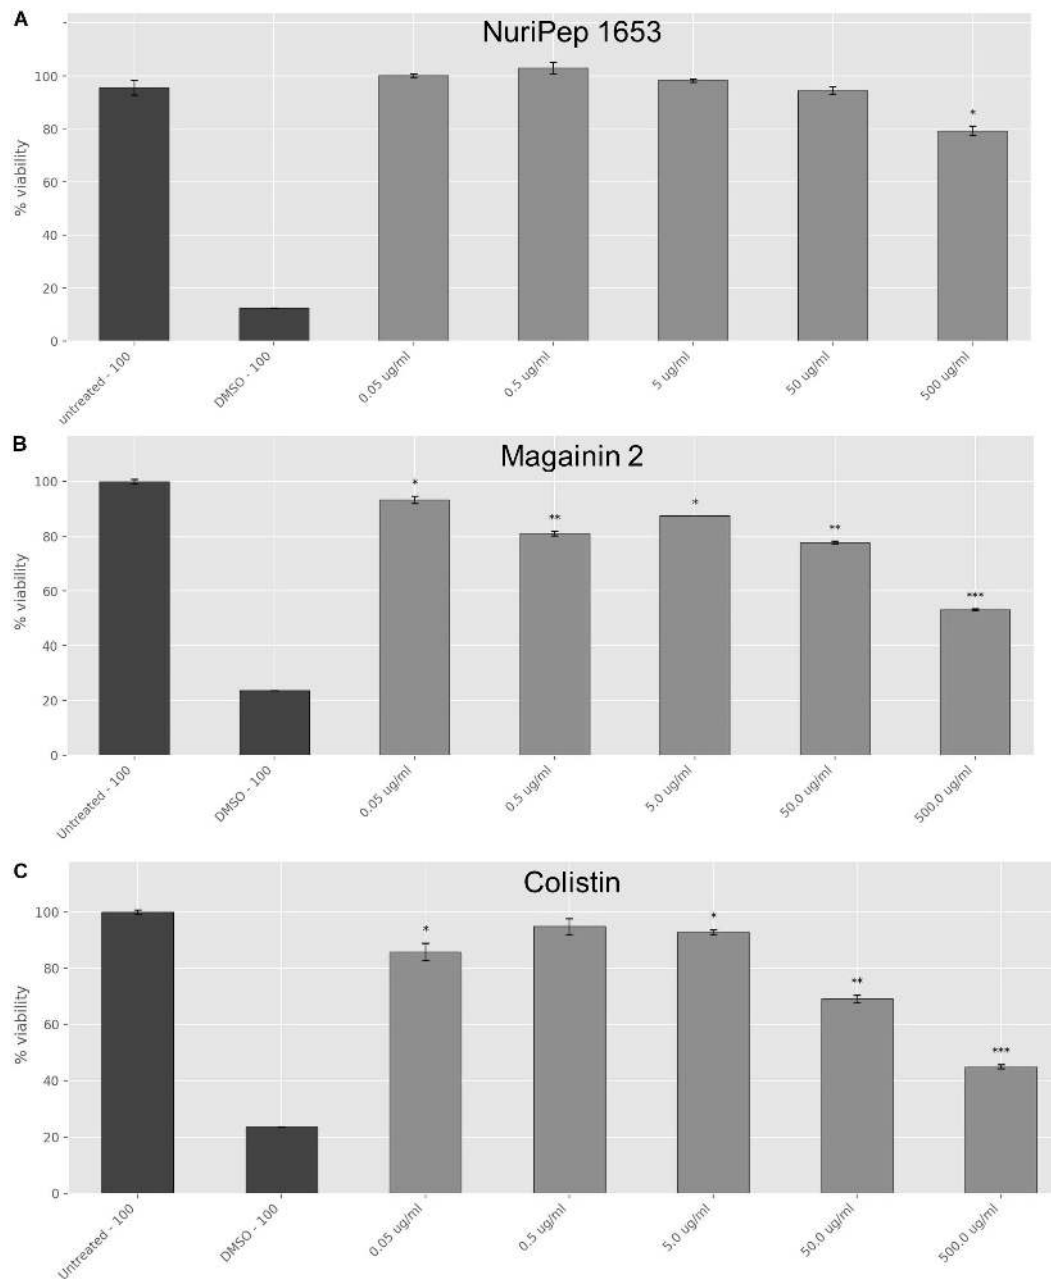 A
NuriPep 1653
% viability
100
80
60
40
20
0
*
untreated - 100
DMSO - 100
0.05 ug/ml
0.5 ug/ml
5 ug/ml
50 ug/ml
500 ug/ml
B
Magainin 2
% viability
100
80
60
40
20
0
*
**
*
**
***
Untreated - 100
DMSO - 100
0.05 ug/ml
0.5 ug/ml
5.0 ug/ml
50.0 ug/ml
500.0 ug/ml
C
Colistin
% viability
100
80
60
40
20
0
*
*
**
***
Untreated - 100
DMSO - 100
0.05 ug/ml
0.5 ug/ml
5.0 ug/ml
50.0 ug/ml
500.0 ug/ml